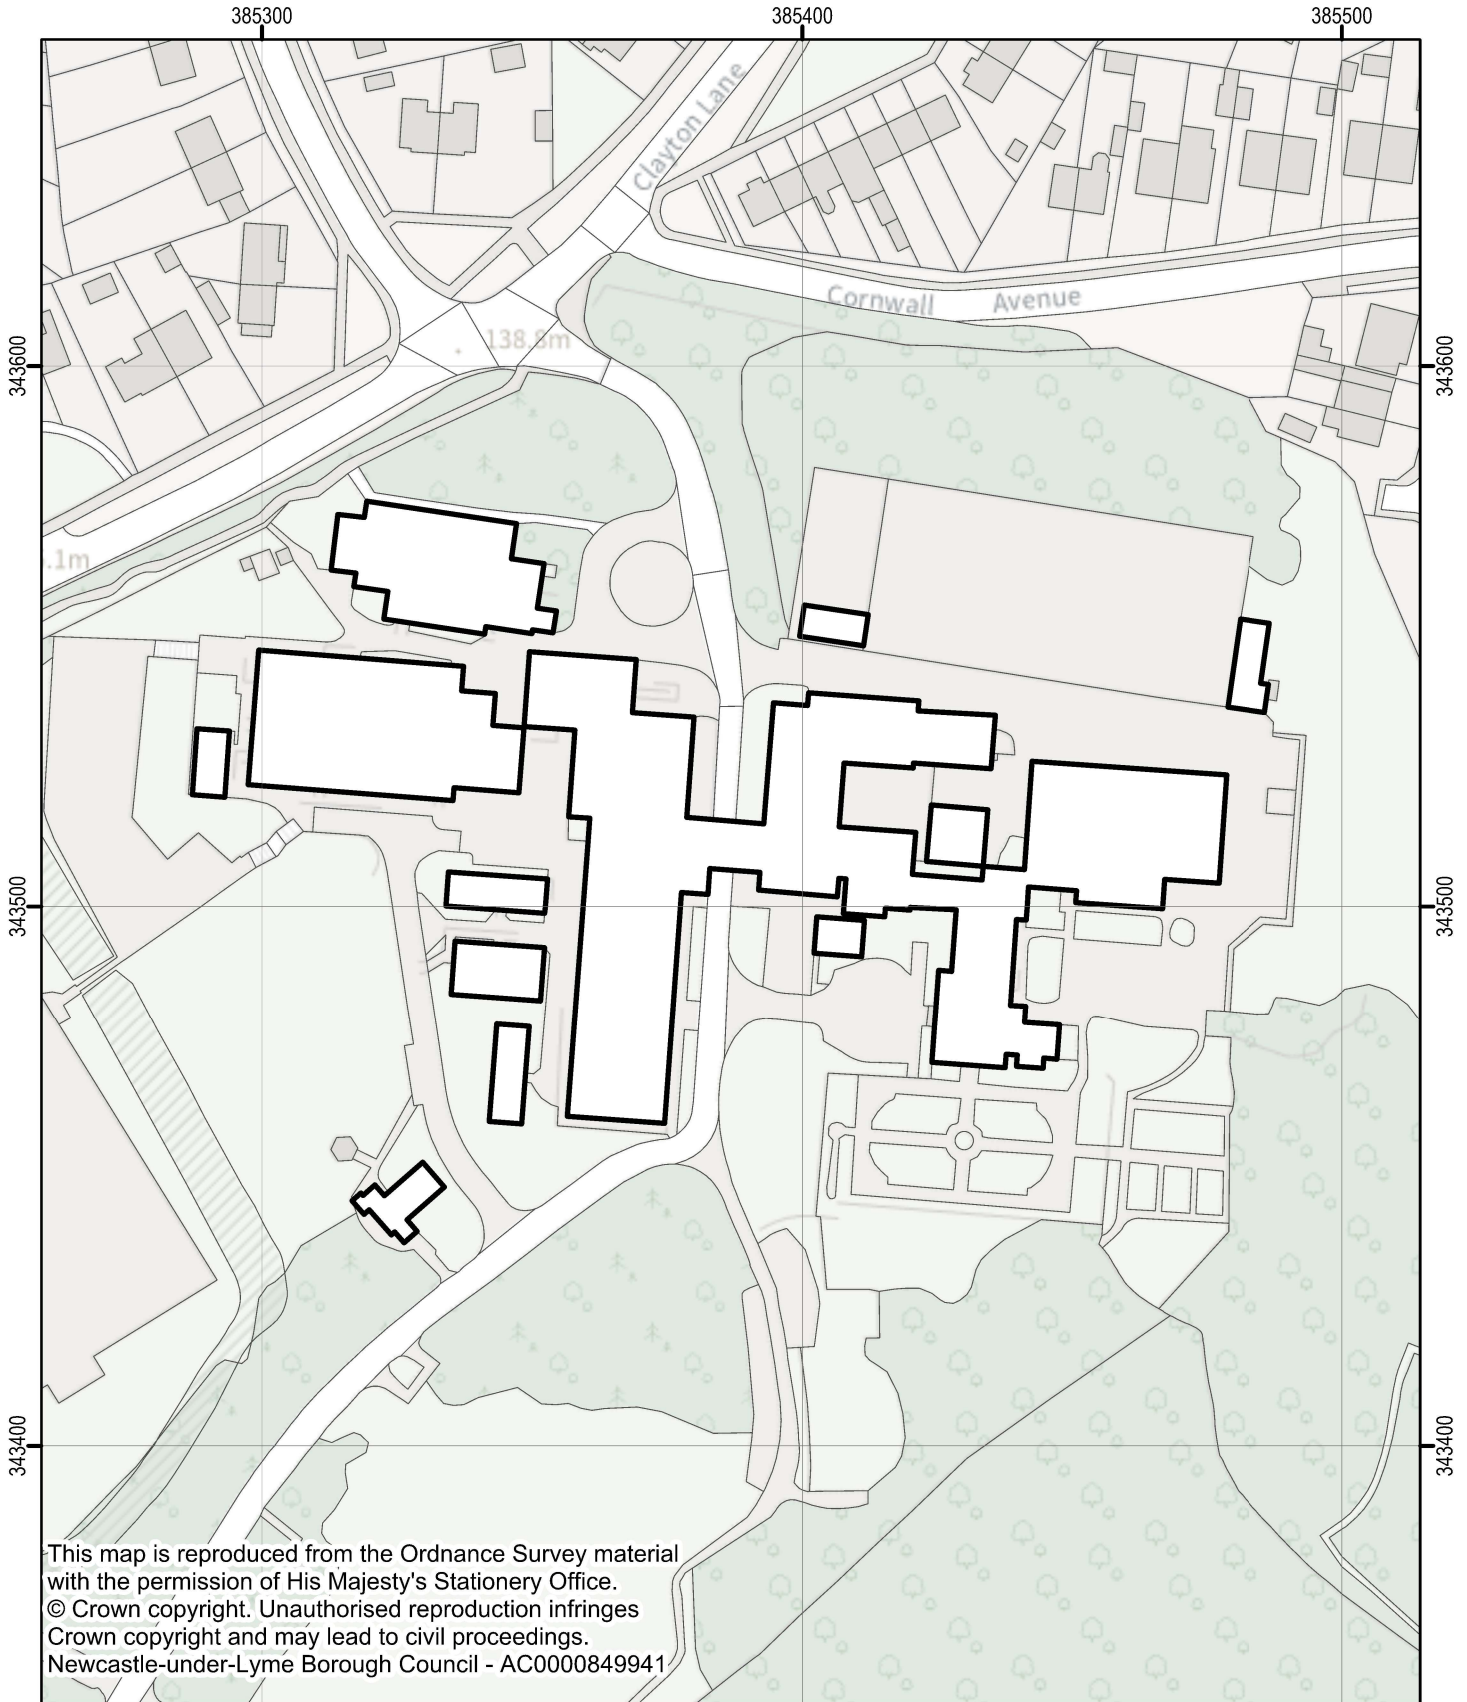 385300
385400
385500
Clayton Lane
Cornwall Avenue
138.8m
343600
343600
.1m
343500
343500
343400
343400
This map is reproduced from the Ordnance Survey material
with the permission of His Majesty's Stationery Office.
© Crown copyright. Unauthorised reproduction infringes
Crown copyright and may lead to civil proceedings.
Newcastle-under-Lyme Borough Council - AC0000849941